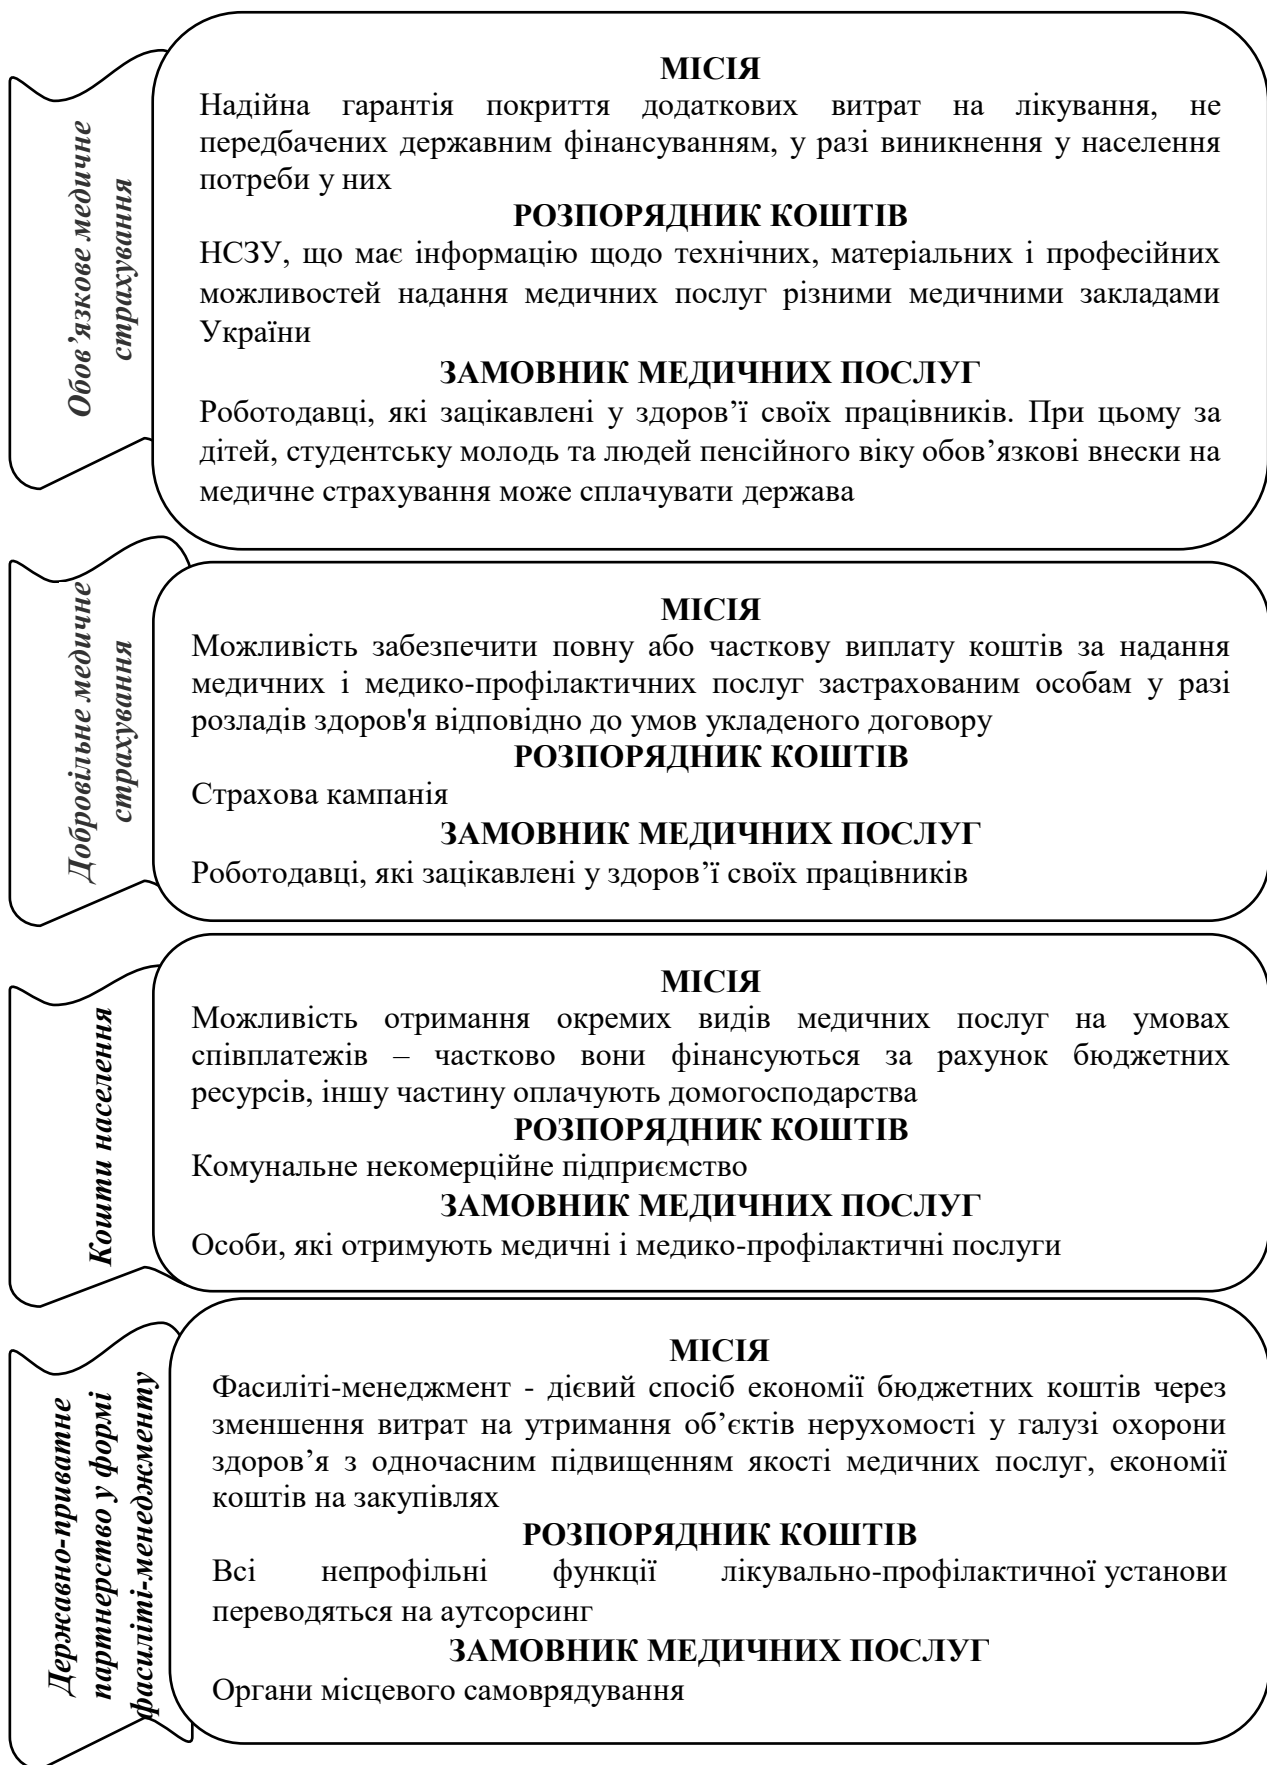 Обов’язкове медичне
страхування
МІСІЯ
Надійна гарантія покриття додаткових витрат на лікування, не
передбачених державним фінансуванням, у разі виникнення у населення
потреби у них
РОЗПОРЯДНИК КОШТІВ
НСЗУ, що має інформацію щодо технічних, матеріальних і професійних
можливостей надання медичних послуг різними медичними закладами
України
ЗАМОВНИК МЕДИЧНИХ ПОСЛУГ
Роботодавці, які зацікавлені у здоров’ї своїх працівників. При цьому за
дітей, студентську молодь та людей пенсійного віку обов’язкові внески на
медичне страхування може сплачувати держава
Добровільне медичне
страхування
МІСІЯ
Можливість забезпечити повну або часткову виплату коштів за надання
медичних і медико-профілактичних послуг застрахованим особам у разі
розладів здоров'я відповідно до умов укладеного договору
РОЗПОРЯДНИК КОШТІВ
Страхова кампанія
ЗАМОВНИК МЕДИЧНИХ ПОСЛУГ
Роботодавці, які зацікавлені у здоров’ї своїх працівників
Кошти населення
МІСІЯ
Можливість отримання окремих видів медичних послуг на умовах
співплатежів – частково вони фінансуються за рахунок бюджетних
ресурсів, іншу частину оплачують домогосподарства
РОЗПОРЯДНИК КОШТІВ
Комунальне некомерційне підприємство
ЗАМОВНИК МЕДИЧНИХ ПОСЛУГ
Особи, які отримують медичні і медико-профілактичні послуги
Державно-приватне
партнерство у формі
фасиліті-менеджменту
МІСІЯ
Фасиліті-менеджмент - дієвий спосіб економії бюджетних коштів через
зменшення витрат на утримання об’єктів нерухомості у галузі охорони
здоров’я з одночасним підвищенням якості медичних послуг, економії
коштів на закупівлях
РОЗПОРЯДНИК КОШТІВ
Всі непрофільні функції лікувально-профілактичної установи
переводяться на аутсорсинг
ЗАМОВНИК МЕДИЧНИХ ПОСЛУГ
Органи місцевого самоврядування